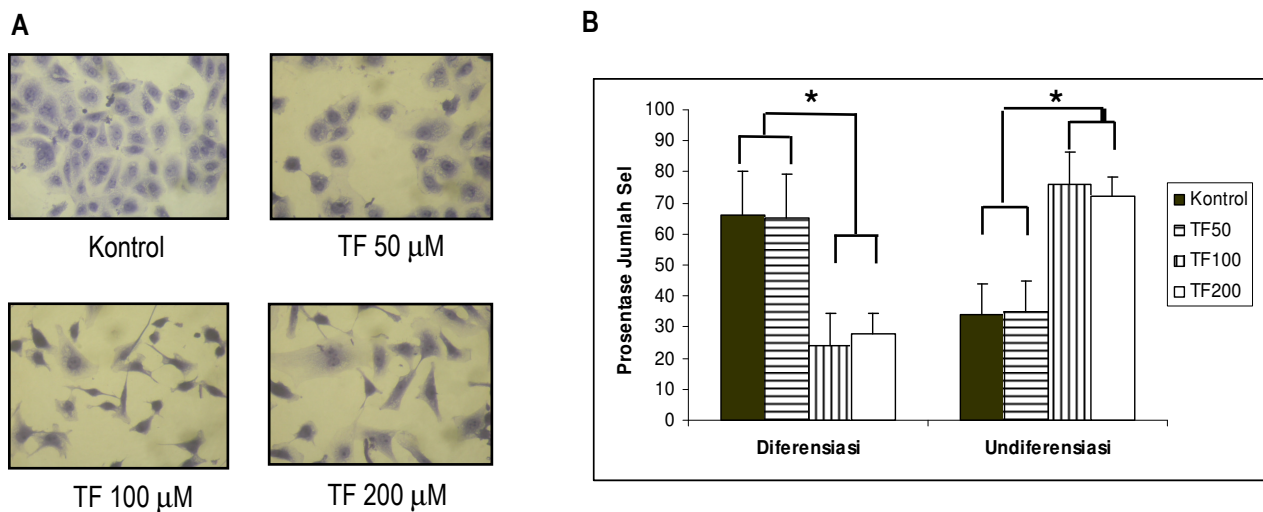 A
Kontrol
TF 50 μM
TF 100 μM
TF 200 μM
B
Prosentase Jumlah Sel
100
90
80
70
60
50
40
30
20
10
0
*
*
Diferensiasi
Undiferensiasi
Kontrol
TF50
TF100
TF200